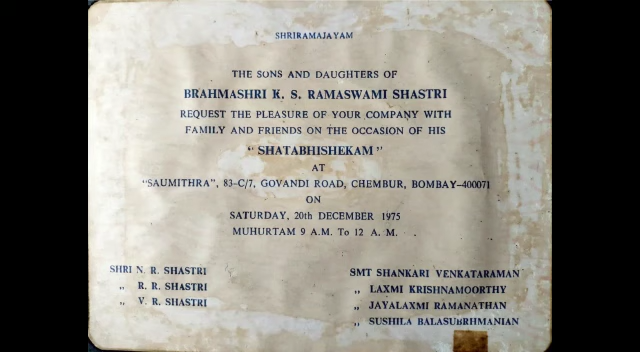 SHRIRAMAJAYAM
THE SONS AND DAUGHTERS OF
BRAHMASHRI K. S. RAMASWAMI SHASTRI
REQUEST THE PLEASURE OF YOUR COMPANY WITH
FAMILY AND FRIENDS ON THE OCCASION OF HIS
" SHATABHISHEKAM "
AT
"SAUMITHRA", 83-C/7, GOVANDI ROAD, CHEMBUR, BOMBAY-400071
ON
SATURDAY, 20th DECEMBER 1975
MUHURTAM 9 A.M. To 12 A. M.
SHRI N. R. SHASTRI
„ R. R. SHASTRI
„ V. R. SHASTRI
SMT SHANKARI VENKATARAMAN
„ LAXMI KRISHNAMOORTHY
„ JAYALAXMI RAMANATHAN
„ SUSHILA BALASUBRHMANIAN